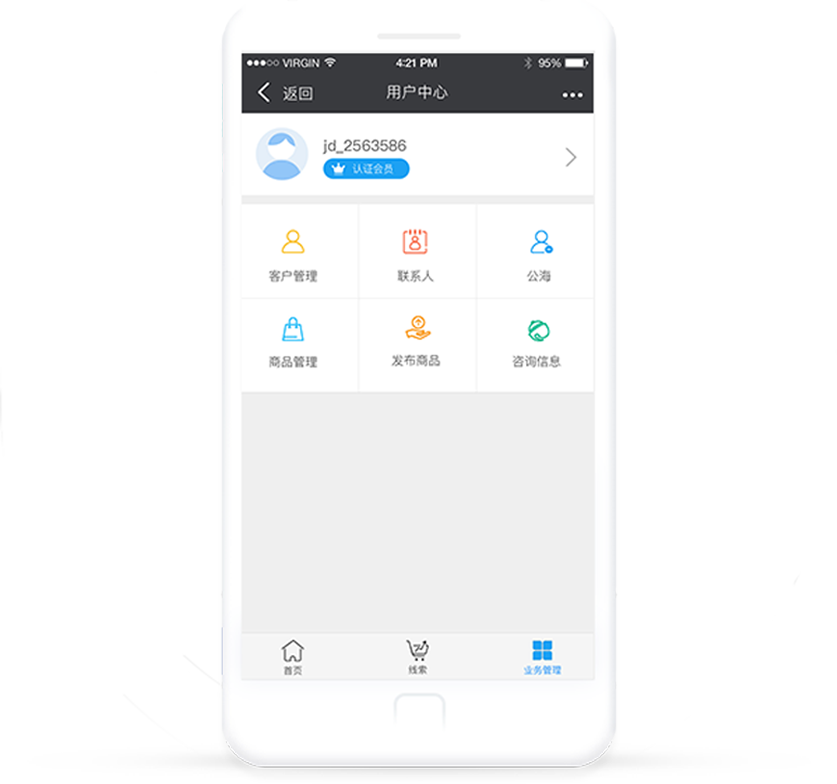 VIRGIN 4:21 PM 95%
返回 用户中心
jd_2563586
认证会员
客户管理 联系人 公海
商品管理 发布商品 咨询信息
首页 线索 业务管理